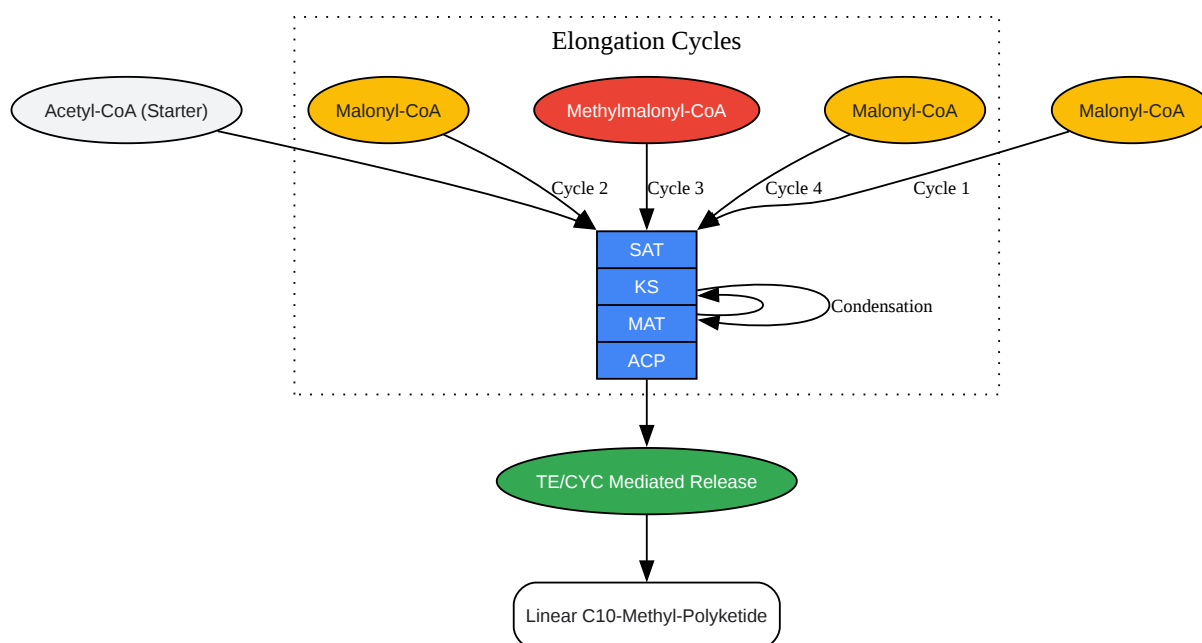 Elongation Cycles
Acetyl-CoA (Starter)
Malonyl-CoA
Methylmalonyl-CoA
Malonyl-CoA
Malonyl-CoA
Cycle 2
Cycle 3
Cycle 4
Cycle 1
SAT
KS
MAT
ACP
Condensation
TE/CYC Mediated Release
Linear C10-Methyl-Polyketide